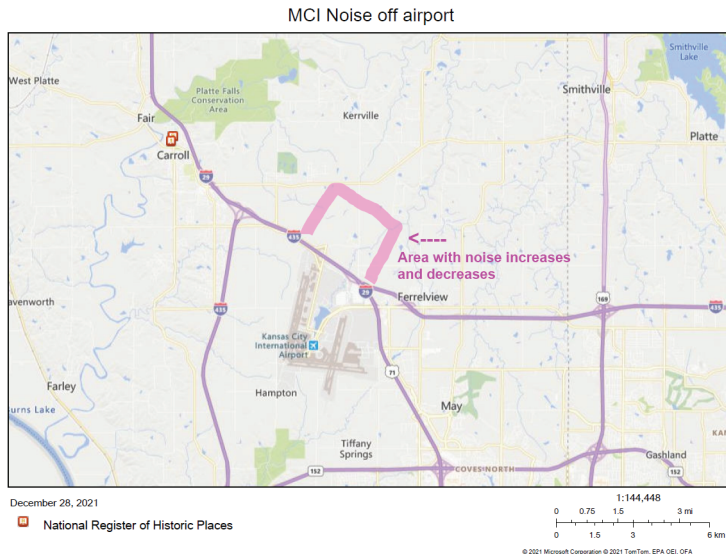 MCI Noise off airport
Smithville
Lake
West Platte
Platte Falls
Conservation
Area
Smithville
Fair
Kerrville
Platte
Carroll
29
435
<----
Area with noise increases
and decreases
29
Ferrelview
avenworth
435
169
435
Kansas City
International
Airport
71
Farley
Hampton
urns Lake
May
Tiffany
Springs
KA
Gashland
152
COVES NORTH
152
December 28, 2021
National Register of Historic Places
1:144,448
0 0.75 1.5 3 mi
0 1.5 3 6 km
© 2021 Microsoft Corporation © 2021 TomTom, EPA OEI, OFA